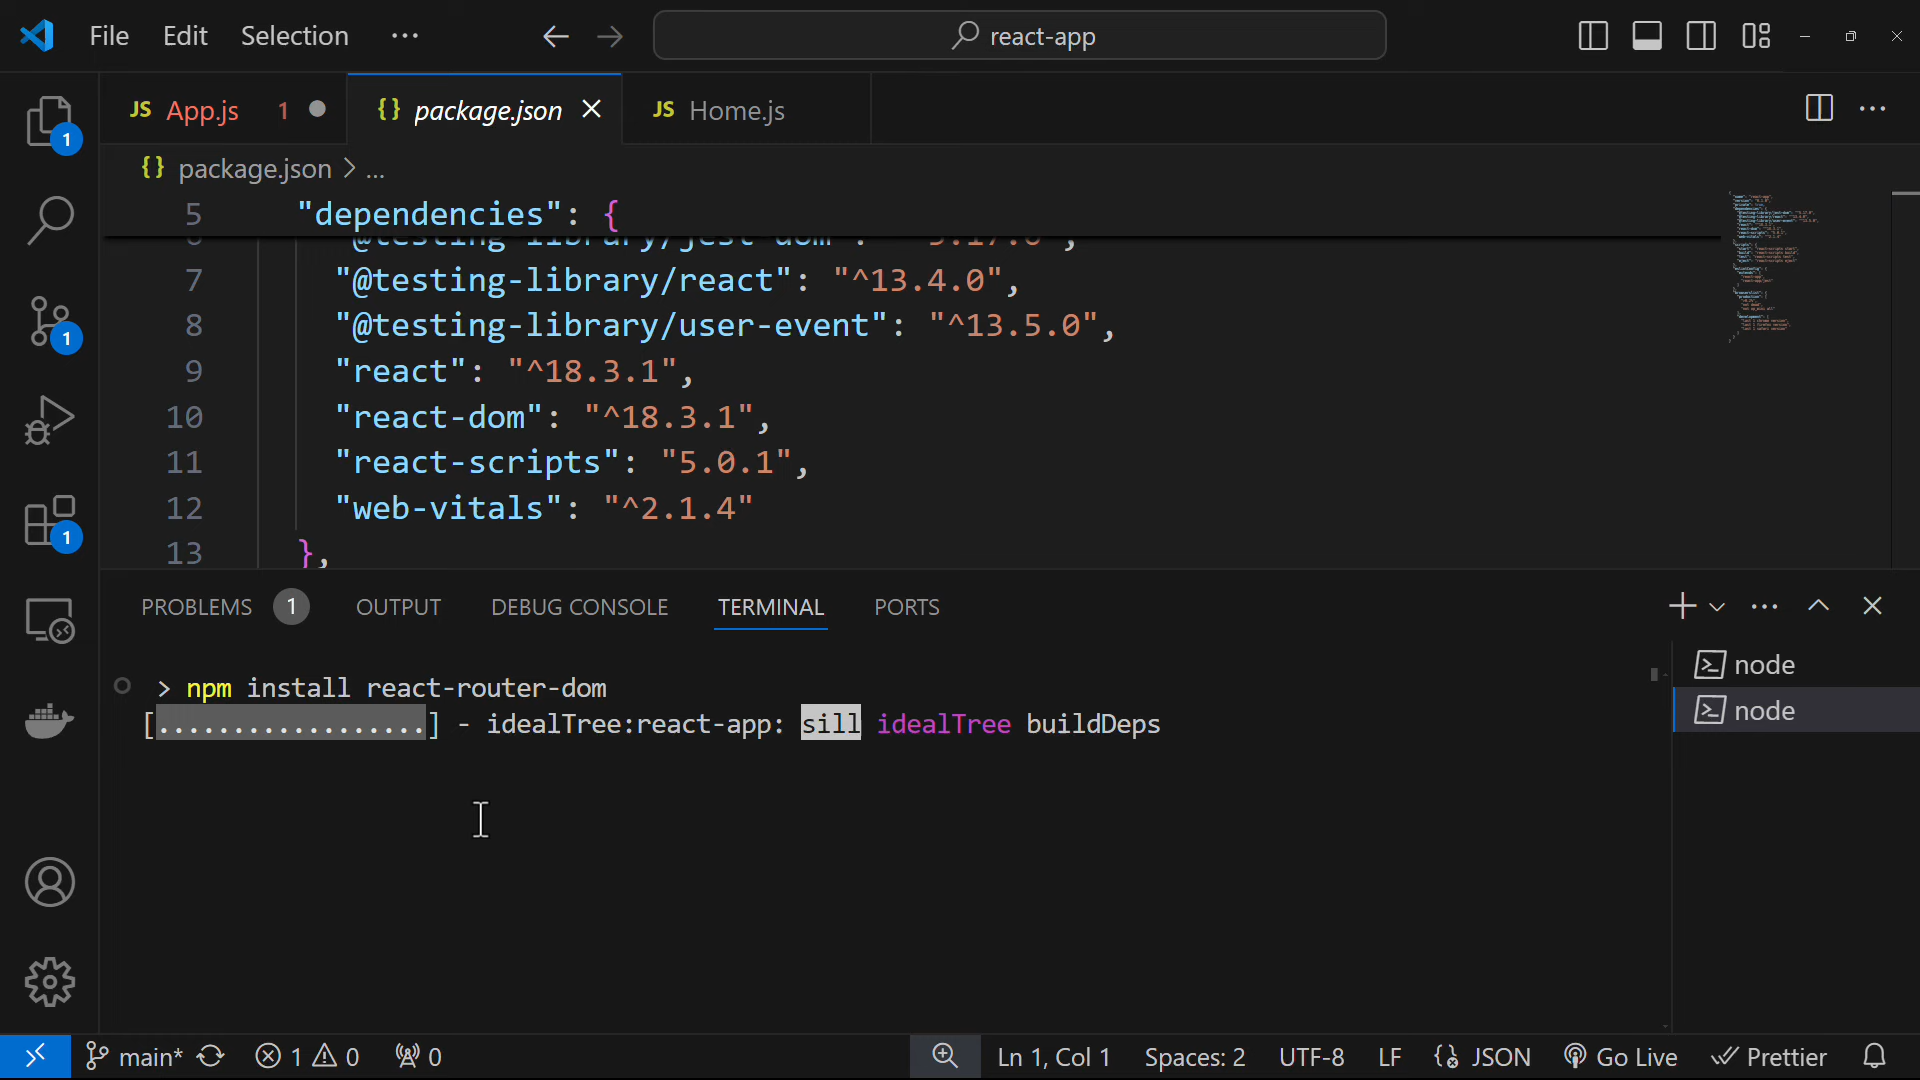 File Edit Selection ··· react-app
JS App.js 1 {} package.json JS Home.js
{} package.json > ...
5 "dependencies": {
7 "@testing-library/react": "^13.4.0",
8 "@testing-library/user-event": "^13.5.0",
9 "react": "^18.3.1",
10 "react-dom": "^18.3.1",
11 "react-scripts": "5.0.1",
12 "web-vitals": "^2.1.4"
13 },
PROBLEMS 1 OUTPUT DEBUG CONSOLE TERMINAL PORTS
> npm install react-router-dom
[..................] - idealTree:react-app: sill idealTree buildDeps
node
node
1
1
1
main* 1 0 0 Ln 1, Col 1 Spaces: 2 UTF-8 LF {} JSON Go Live Prettier